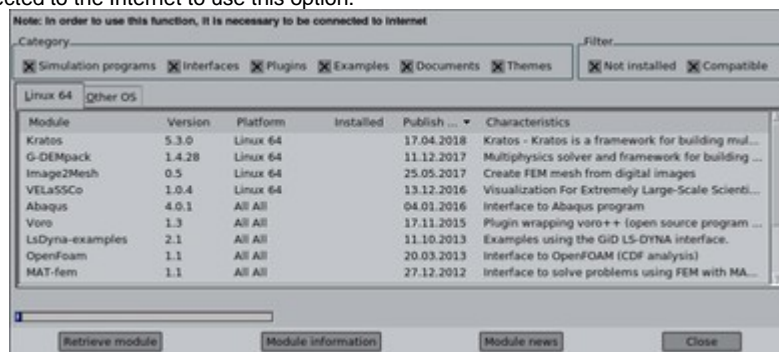 ected to the Internet to use this option.
Note: In order to use this function, it is necessary to be connected to internet
Category Filter
Simulation programs Interfaces Plugins Examples Documents Themes Not installed Compatible
Linux 64 Other OS
Module Version Platform Installed Publish ... Characteristics
Kratos 5.3.0 Linux 64 17.04.2018 Kratos - Kratos is a framework for building mul...
G-DEMpack 1.4.28 Linux 64 11.12.2017 Multiphysics solver and framework for building ...
Image2Mesh 0.5 Linux 64 25.05.2017 Create FEM mesh from digital images
VELaSSCo 1.0.4 Linux 64 13.12.2016 Visualization For Extremely Large-Scale Scienti...
Abaqus 4.0.1 All All 04.01.2016 Interface to Abaqus program
Voro 1.3 All All 17.11.2015 Plugin wrapping voro++ (open source program ...
LsDyna-examples 2.1 All All 11.10.2013 Examples using the GiD LS-DYNA interface.
OpenFoam 1.1 All All 20.03.2013 Interface to OpenFOAM (CDF analysis)
MAT-fem 1.1 All All 27.12.2012 Interface to solve problems using FEM with MA...
Retrieve module Module information Module news Close